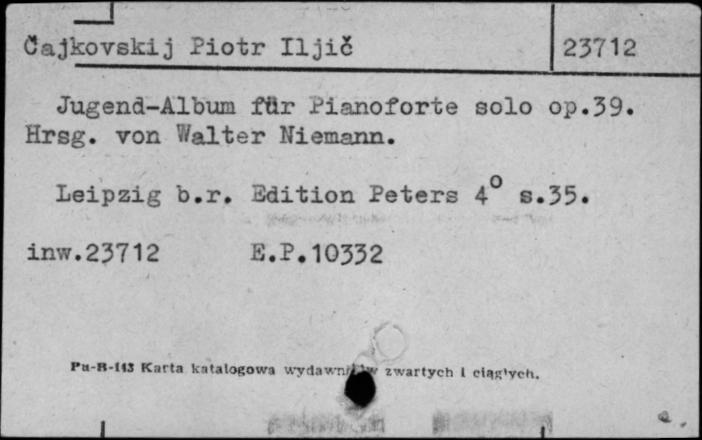 Čajkovskij Piotr Iljič 23712
Jugend-Album für Pianoforte solo op.39.
Hrsg. von Walter Niemann.
Leipzig b.r. Edition Peters 4° s.35.
inw.23712 E.P.10332
Pu-B-113 Karta katalogowa wydawnictw zwartych i ciągłych.